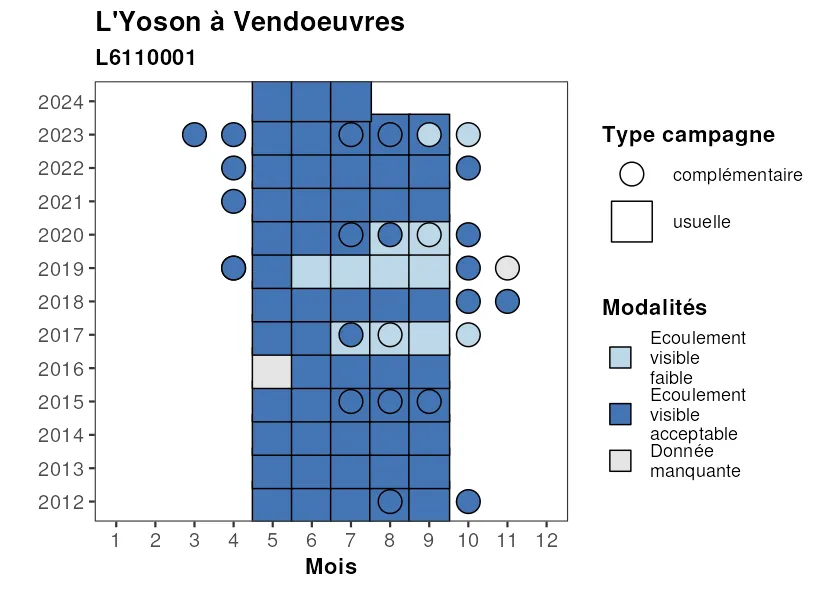 L'Yoson à Vendoeuvres
L6110001
2024
2023
2022
2021
2020
2019
2018
2017
2016
2015
2014
2013
2012
1 2 3 4 5 6 7 8 9 10 11 12
Mois
Type campagne
complémentaire
usuelle
Modalités
Ecoulement
visible
faible
Ecoulement
visible
acceptable
Donnée
manquante